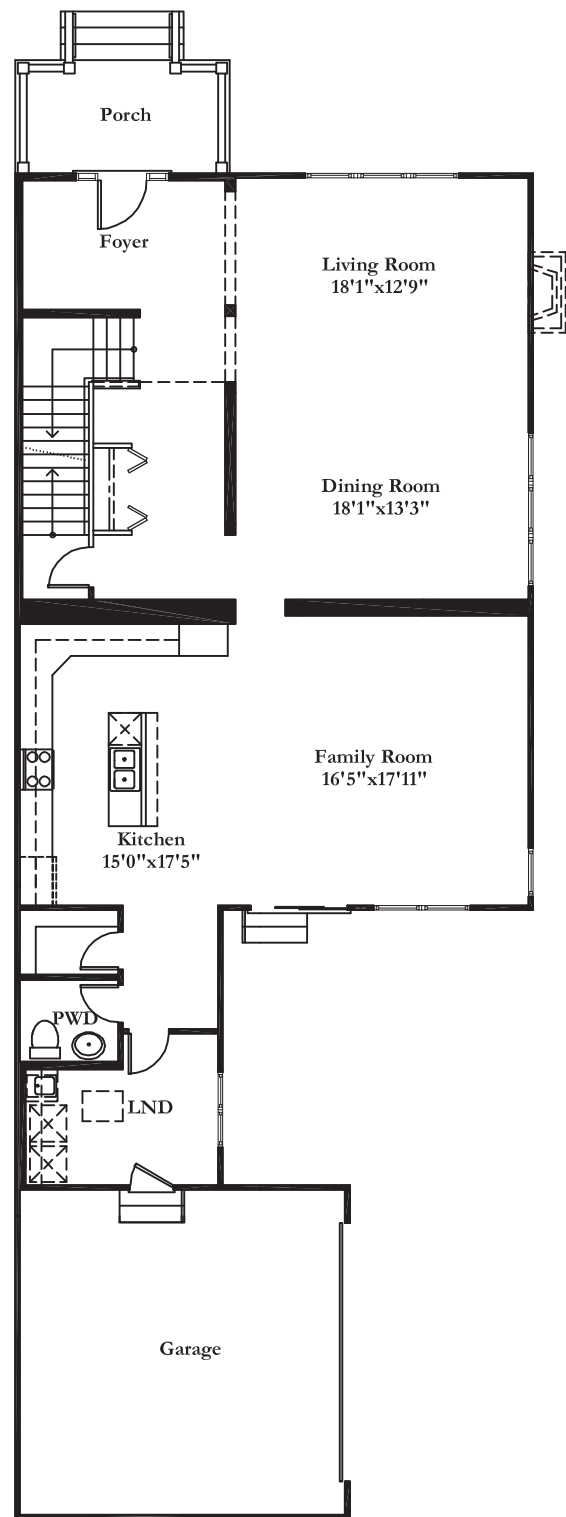 Porch
Foyer
Living Room
18'1"x12'9"
Dining Room
18'1"x13'3"
Family Room
16'5"x17'11"
Kitchen
15'0"x17'5"
PWD
LND
Garage